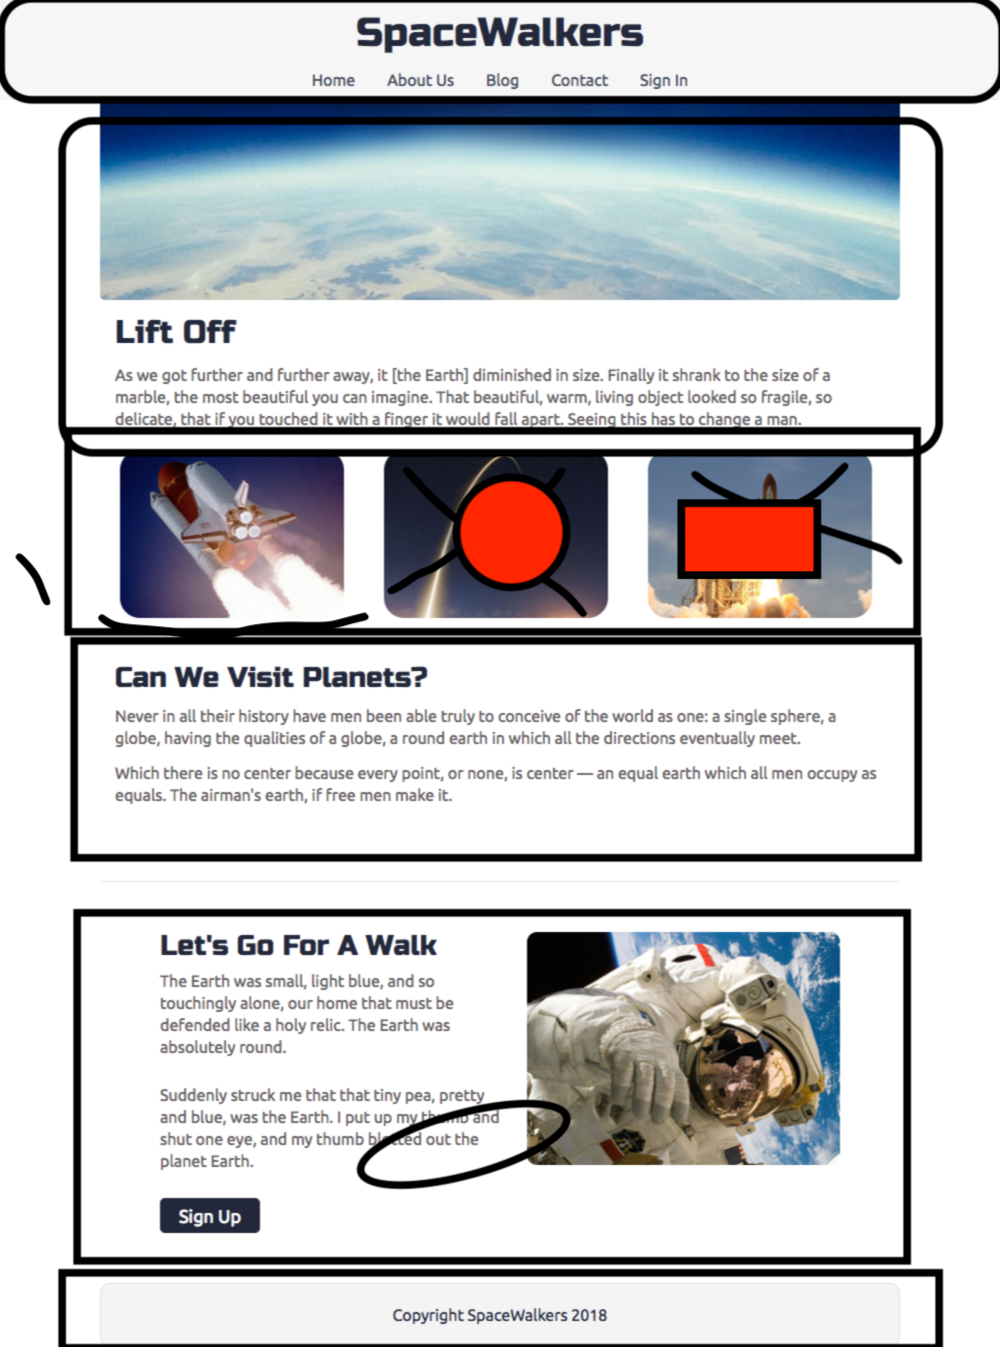 SpaceWalkers
Home About Us Blog Contact Sign In
Lift Off
As we got further and further away, it [the Earth] diminished in size. Finally it shrank to the size of a
marble, the most beautiful you can imagine. That beautiful, warm, living object looked so fragile, so
delicate, that if you touched it with a finger it would fall apart. Seeing this has to change a man.
Can We Visit Planets?
Never in all their history have men been able truly to conceive of the world as one: a single sphere, a
globe, having the qualities of a globe, a round earth in which all the directions eventually meet.
Which there is no center because every point, or none, is center — an equal earth which all men occupy as
equals. The airman's earth, if free men make it.
Let's Go For A Walk
The Earth was small, light blue, and so
touchingly alone, our home that must be
defended like a holy relic. The Earth was
absolutely round.
Suddenly struck me that that tiny pea, pretty
and blue, was the Earth. I put up my thumb and
shut one eye, and my thumb blotted out the
planet Earth.
Sign Up
Copyright SpaceWalkers 2018